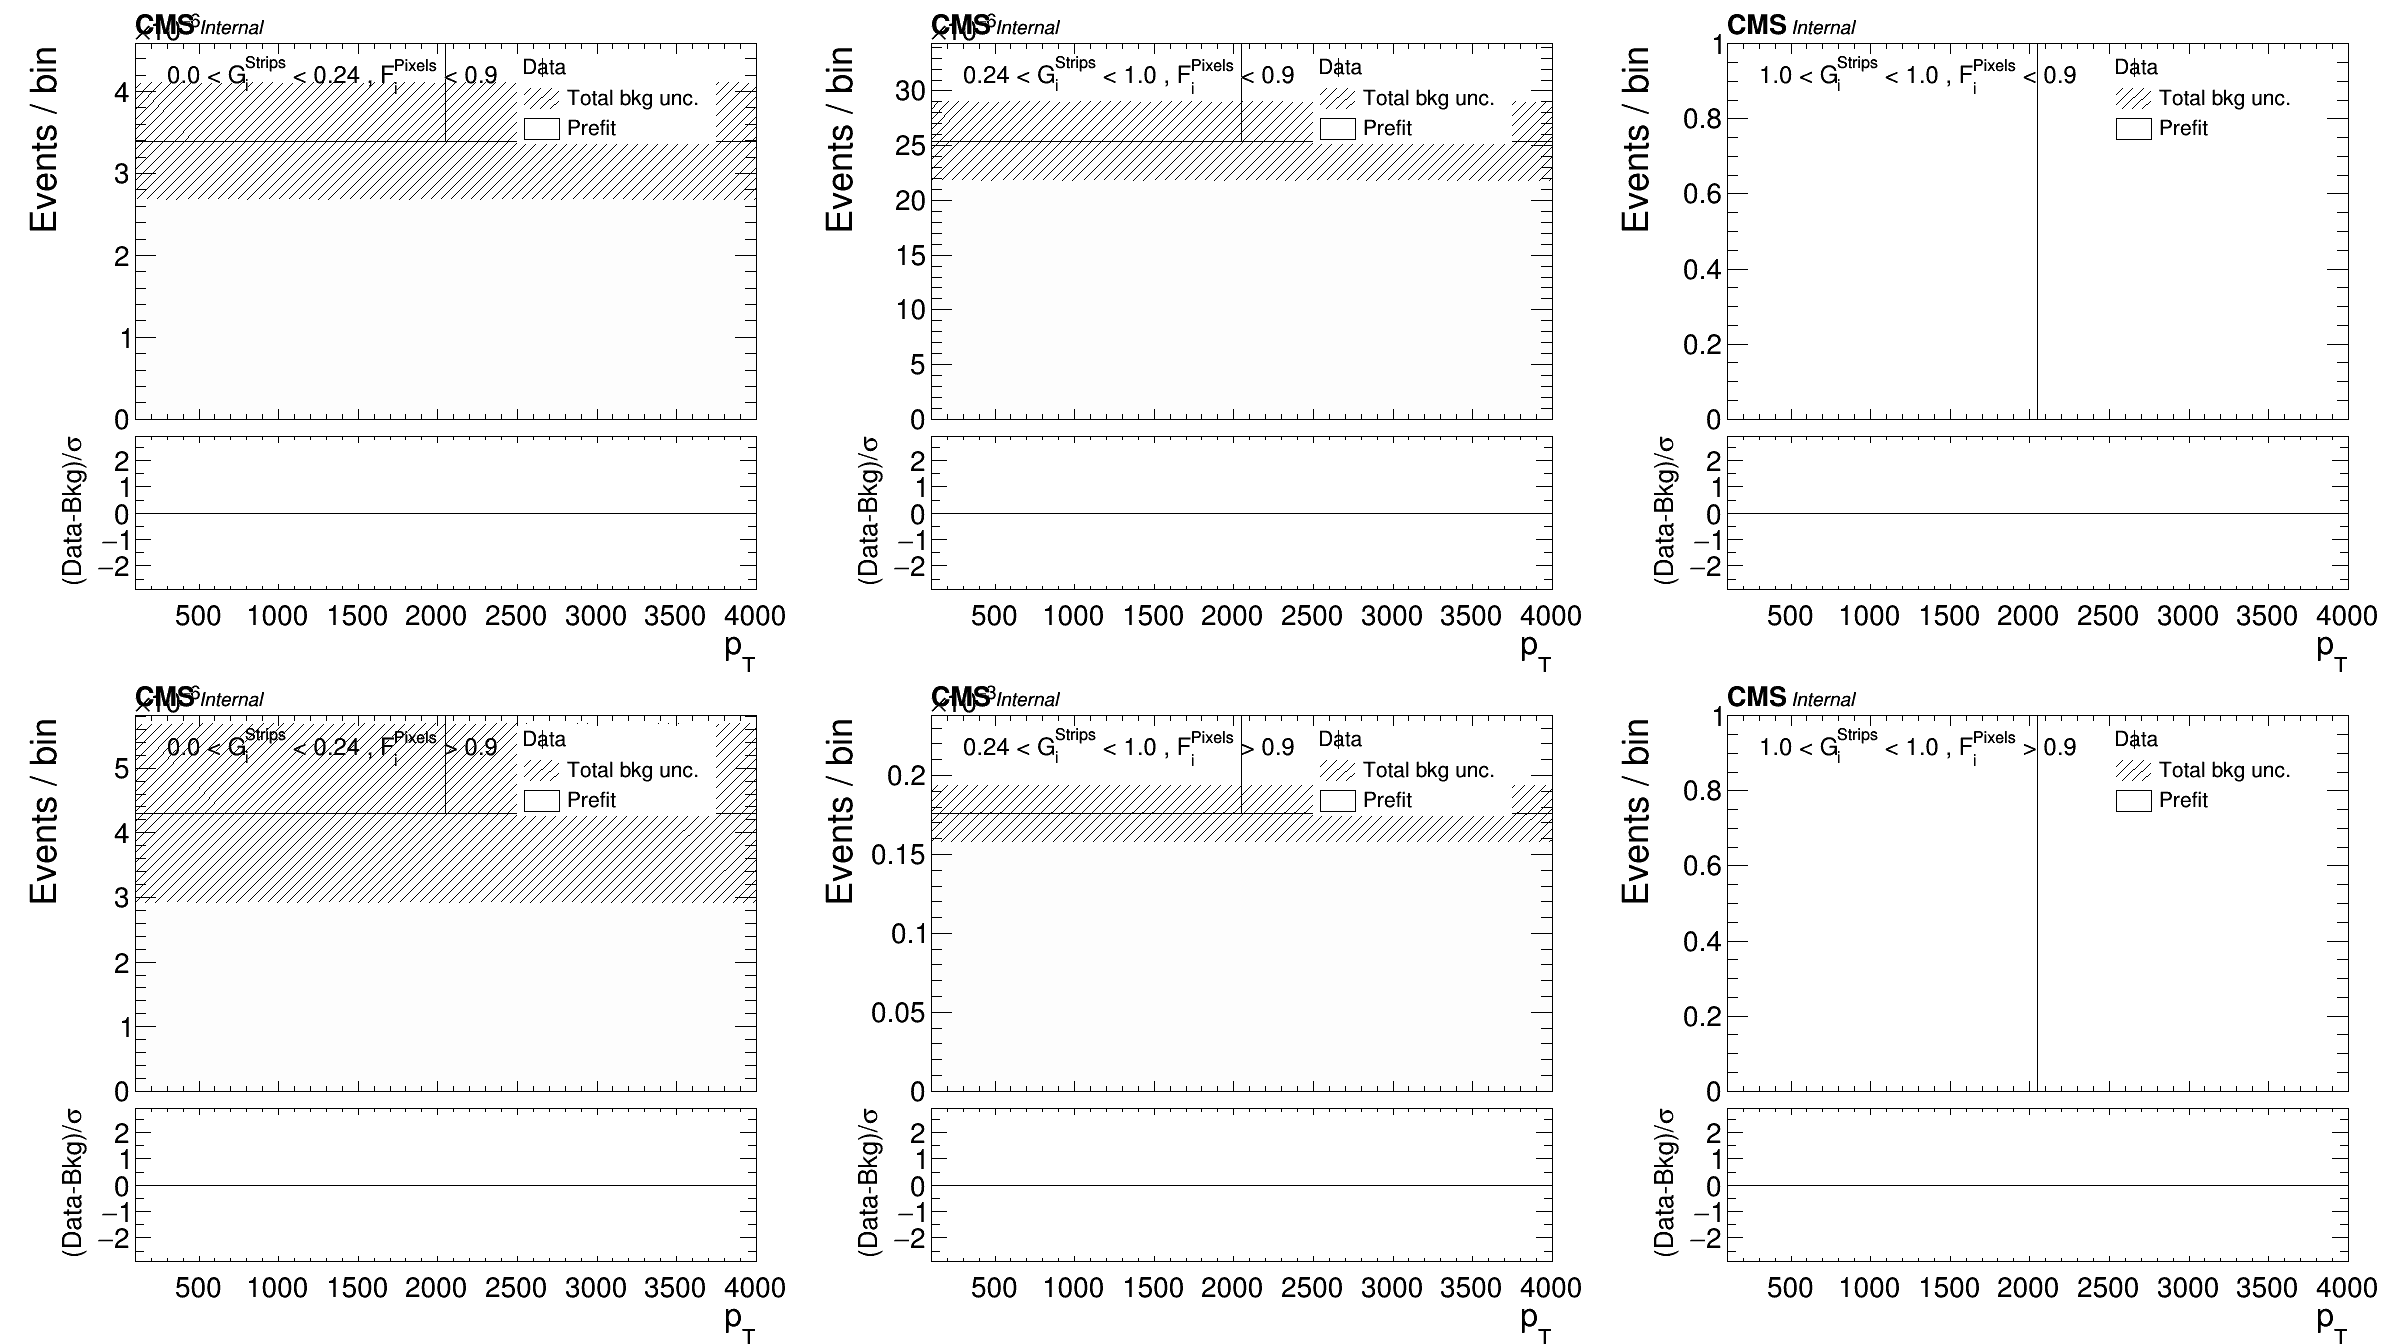 CMS Internal
Events / bin
0.0 < G_i^Strips < 0.24 , F_i^Pixels < 0.9
Data
Total bkg unc.
Prefit
4
3
2
1
0
(Data-Bkg)/σ
2
1
0
−1
−2
500 1000 1500 2000 2500 3000 3500 4000
p_T
CMS Internal
Events / bin
0.24 < G_i^Strips < 1.0 , F_i^Pixels < 0.9
Data
Total bkg unc.
Prefit
30
25
20
15
10
5
0
(Data-Bkg)/σ
2
1
0
−1
−2
500 1000 1500 2000 2500 3000 3500 4000
p_T
CMS Internal
Events / bin
1.0 < G_i^Strips < 1.0 , F_i^Pixels < 0.9
Data
Total bkg unc.
Prefit
1
0.8
0.6
0.4
0.2
0
(Data-Bkg)/σ
2
1
0
−1
−2
500 1000 1500 2000 2500 3000 3500 4000
p_T
CMS Internal
Events / bin
0.0 < G_i^Strips < 0.24 , F_i^Pixels > 0.9
Data
Total bkg unc.
Prefit
5
4
3
2
1
0
(Data-Bkg)/σ
2
1
0
−1
−2
500 1000 1500 2000 2500 3000 3500 4000
p_T
CMS Internal
Events / bin
0.24 < G_i^Strips < 1.0 , F_i^Pixels > 0.9
Data
Total bkg unc.
Prefit
0.2
0.15
0.1
0.05
0
(Data-Bkg)/σ
2
1
0
−1
−2
500 1000 1500 2000 2500 3000 3500 4000
p_T
CMS Internal
Events / bin
1.0 < G_i^Strips < 1.0 , F_i^Pixels > 0.9
Data
Total bkg unc.
Prefit
1
0.8
0.6
0.4
0.2
0
(Data-Bkg)/σ
2
1
0
−1
−2
500 1000 1500 2000 2500 3000 3500 4000
p_T